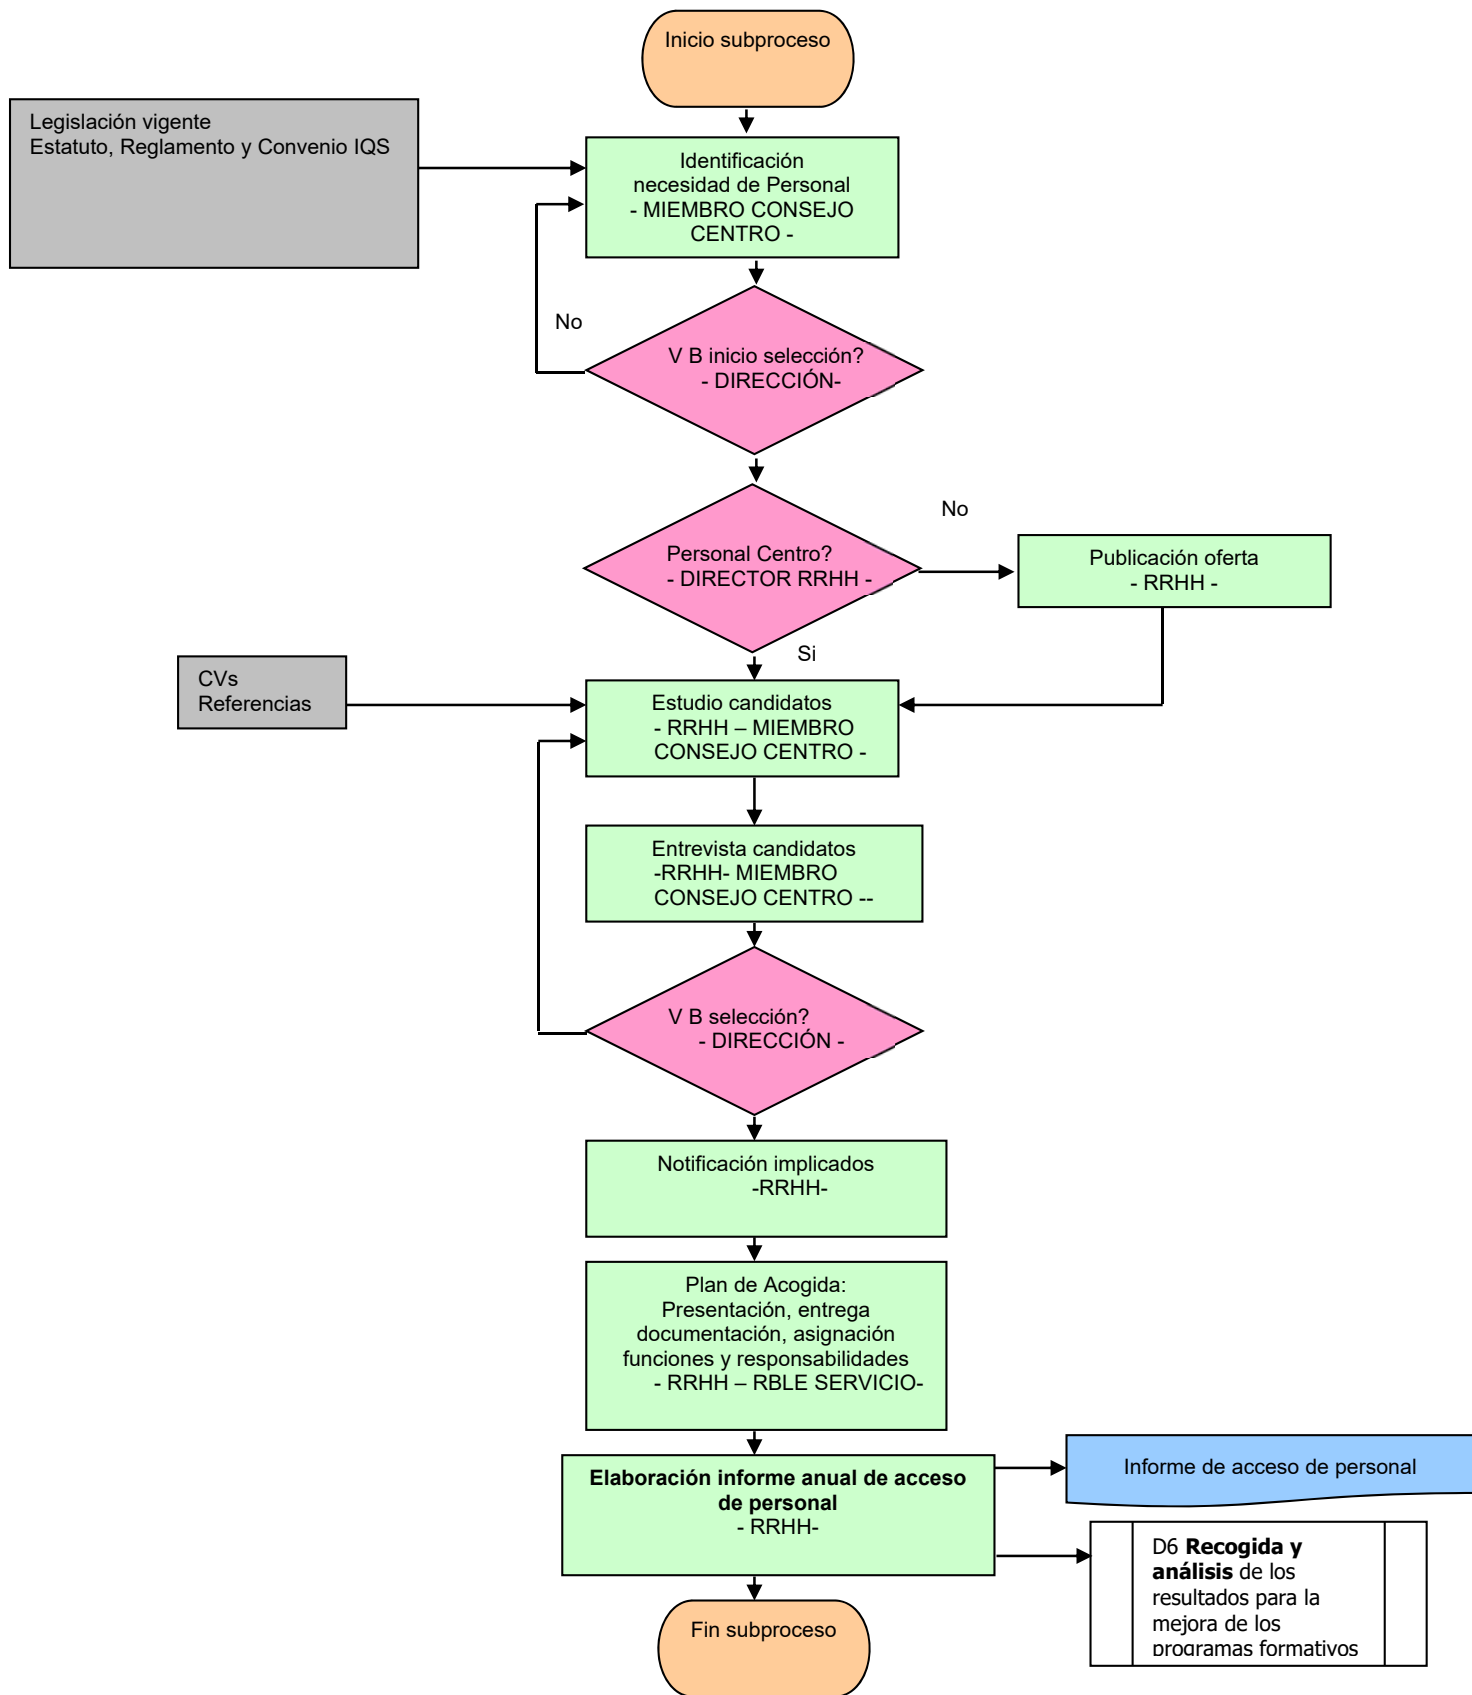 Inicio subproceso
Legislación vigente
Estatuto, Reglamento y Convenio IQS
Identificación
necesidad de Personal
- MIEMBRO CONSEJO
CENTRO -
No
V B inicio selección?
- DIRECCIÓN-
No
Personal Centro?
- DIRECTOR RRHH -
Publicación oferta
- RRHH -
Si
CVs
Referencias
Estudio candidatos
- RRHH – MIEMBRO
CONSEJO CENTRO -
Entrevista candidatos
-RRHH- MIEMBRO
CONSEJO CENTRO --
V B selección?
- DIRECCIÓN -
Notificación implicados
-RRHH-
Plan de Acogida:
Presentación, entrega
documentación, asignación
funciones y responsabilidades
- RRHH – RBLE SERVICIO-
Elaboración informe anual de acceso
de personal
- RRHH-
Informe de acceso de personal
D6 Recogida y
análisis de los
resultados para la
mejora de los
programas formativos
Fin subproceso